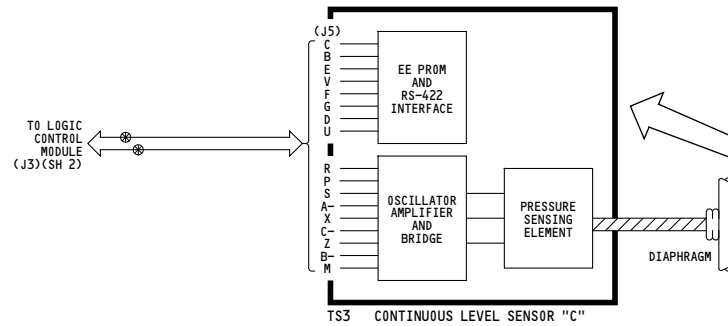 (J5)
C
B
E
V
F
G
D
U
EE PROM
AND
RS-422
INTERFACE
TO LOGIC
CONTROL
MODULE
(J3)(SH 2)
R
P
S
A-
X
C-
Z
B-
M
OSCILLATOR
AMPLIFIER
AND
BRIDGE
PRESSURE
SENSING
ELEMENT
DIAPHRAGM
TS3 CONTINUOUS LEVEL SENSOR "C"